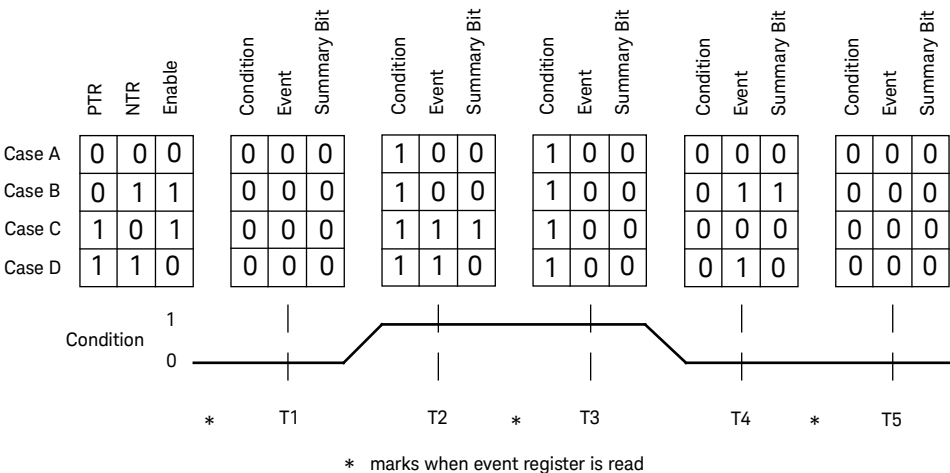 PTR NTR Enable Condition Event Summary Bit Condition Event Summary Bit Condition Event Summary Bit Condition Event Summary Bit Condition Event Summary Bit
Case A 0 0 0 0 0 0 1 0 0 1 0 0 0 0 0 0 0 0
Case B 0 1 1 0 0 0 1 0 0 1 0 0 0 1 1 0 0 0
Case C 1 0 1 0 0 0 1 1 1 1 0 0 0 0 0 0 0 0
Case D 1 1 0 0 0 0 1 1 0 1 0 0 0 1 0 0 0 0
1
Condition
0
* T1 T2 * T3 T4 * T5
* marks when event register is read